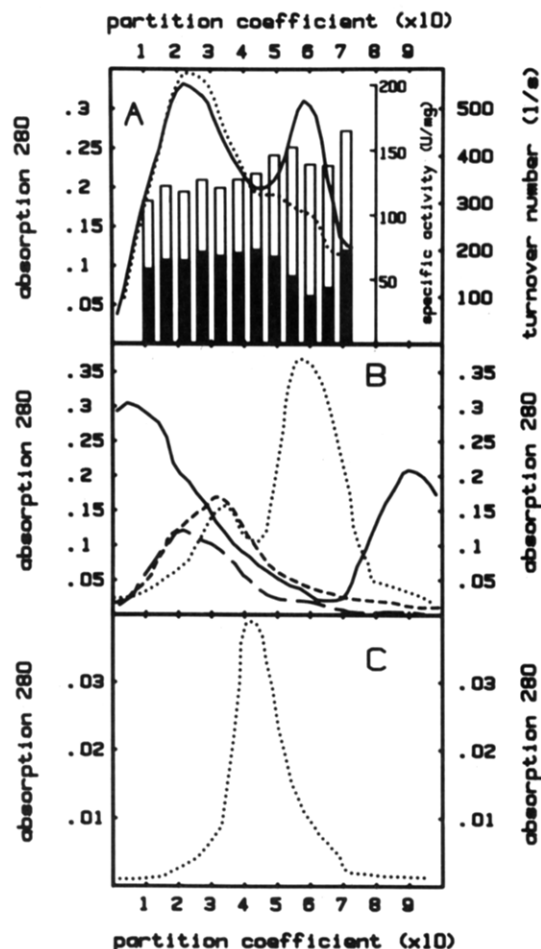 partition coefficient (x10)
1 2 3 4 5 6 7 8 9
A
absorption 280
.3
.25
.2
.15
.1
.05
200
150
100
50
specific activity (U/mg)
500
400
300
200
100
turnover number (1/s)
B
absorption 280
.35
.3
.25
.2
.15
.1
.05
.35
.3
.25
.2
.15
.1
.05
absorption 280
C
absorption 280
.03
.02
.01
.03
.02
.01
absorption 280
1 2 3 4 5 6 7 8 9
partition coefficient (x10)